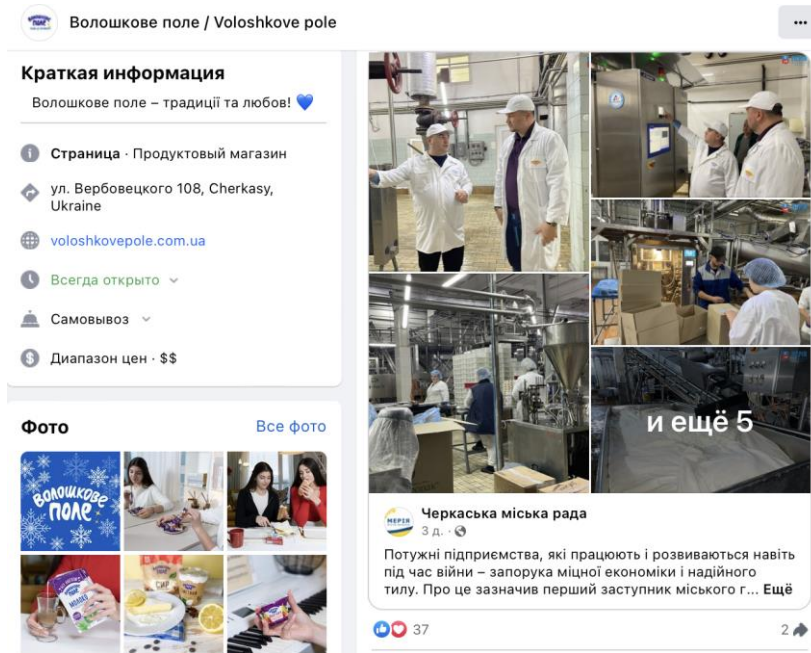 Волошкове поле / Voloshkove pole
Краткая информация
Волошкове поле – традиції та любов! 💙
Страница · Продуктовый магазин
ул. Вербовецкого 108, Cherkasy,
Ukraine
voloshkovepole.com.ua
Всегда открыто
Самовывоз
Диапазон цен · $$
Фото
Все фото
ВОЛОШКОВЕ
ПОЛЕ
МОЛОКО
СИР
и ещё 5
МЕРІЯ
Черкаська міська рада
3 д. ·
Потужні підприємства, які працюють і розвиваються навіть
під час війни – запорука міцної економіки і надійного
тилу. Про це зазначив перший заступник міського г... Ещё
37
2